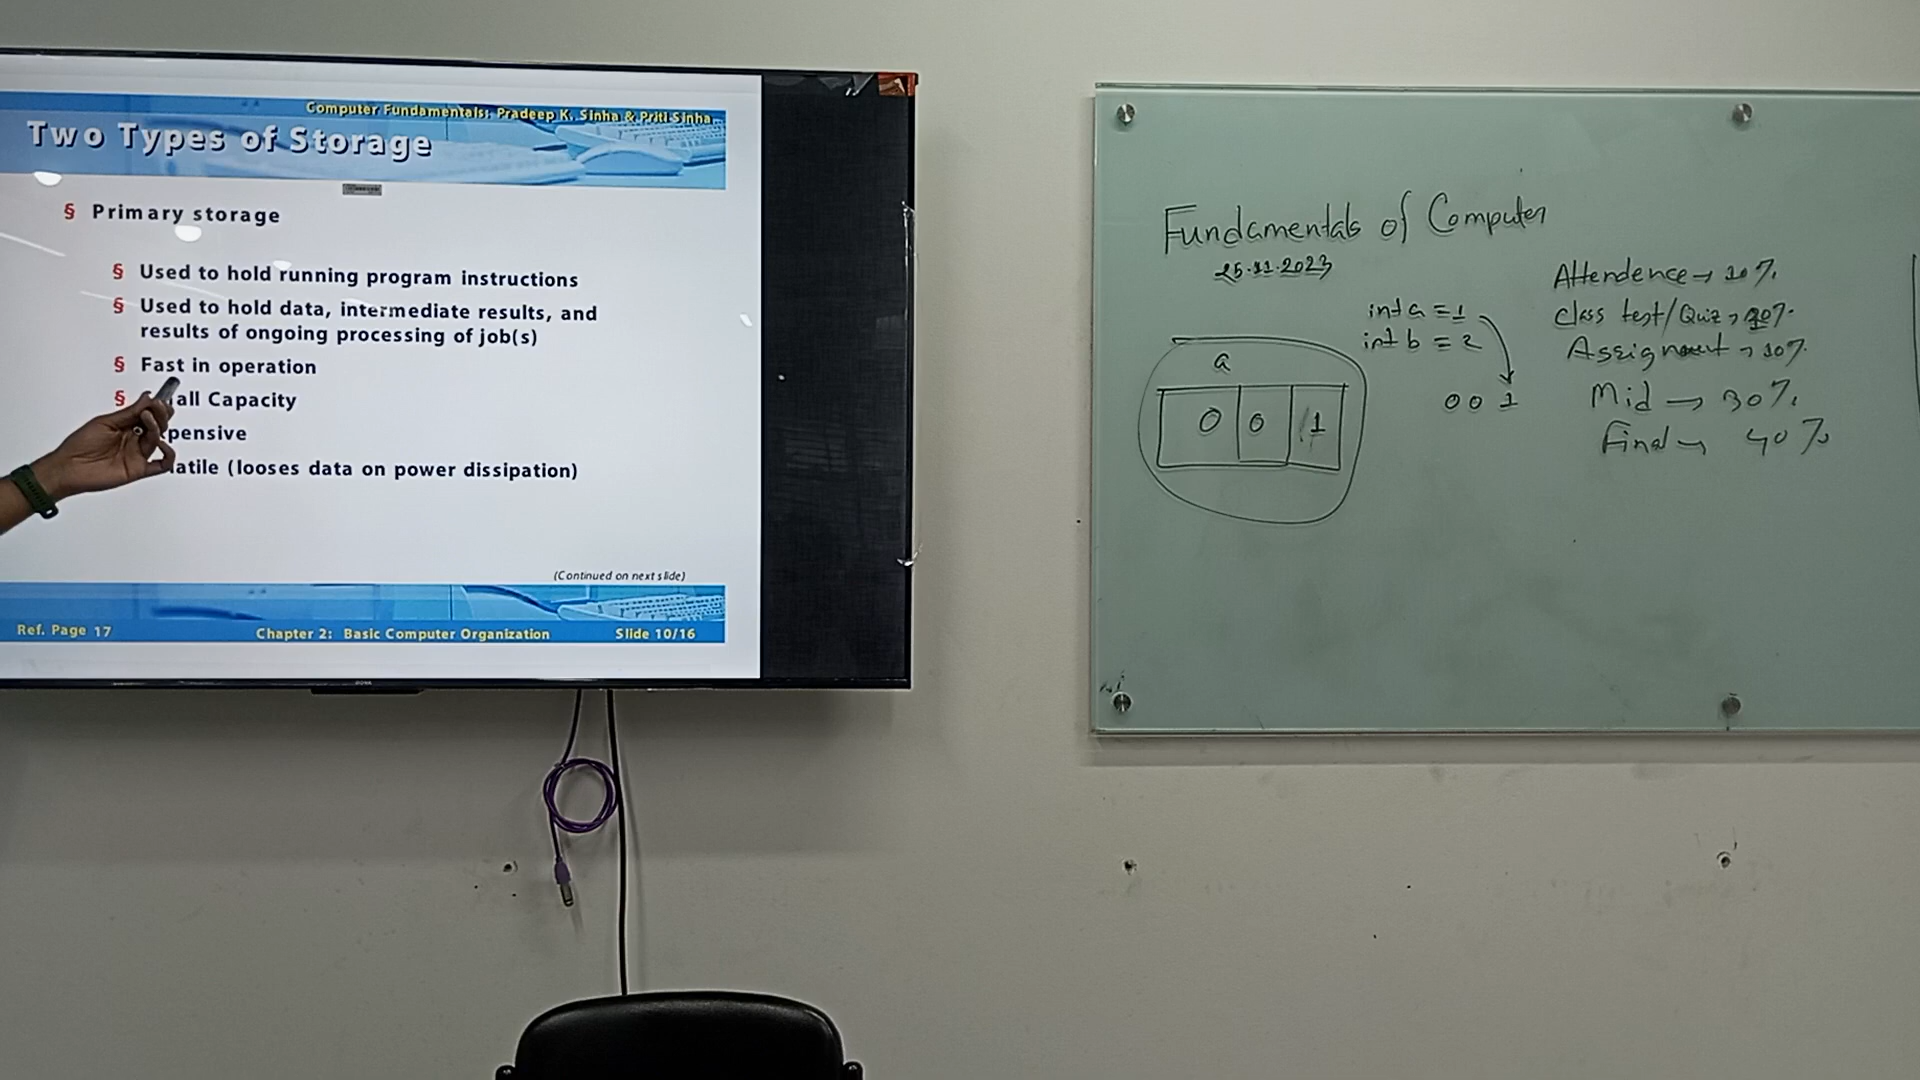 Computer Fundamentals: Pradeep K. Sinha & Priti Sinha
Two Types of Storage
§ Primary storage
§ Used to hold running program instructions
§ Used to hold data, intermediate results, and
results of ongoing processing of job(s)
§ Fast in operation
§ all Capacity
pensive
latile (looses data on power dissipation)
(Continued on next slide)
Ref. Page 17
Chapter 2: Basic Computer Organization
Slide 10/16
Fundamentals of Computer
25.11.2023
int a = 1
int b = 2
0 0 1
a
0 0 1
Attendence → 10%
Class test/Quiz →
Assignment → 10%
Mid → 30%
Final → 40%